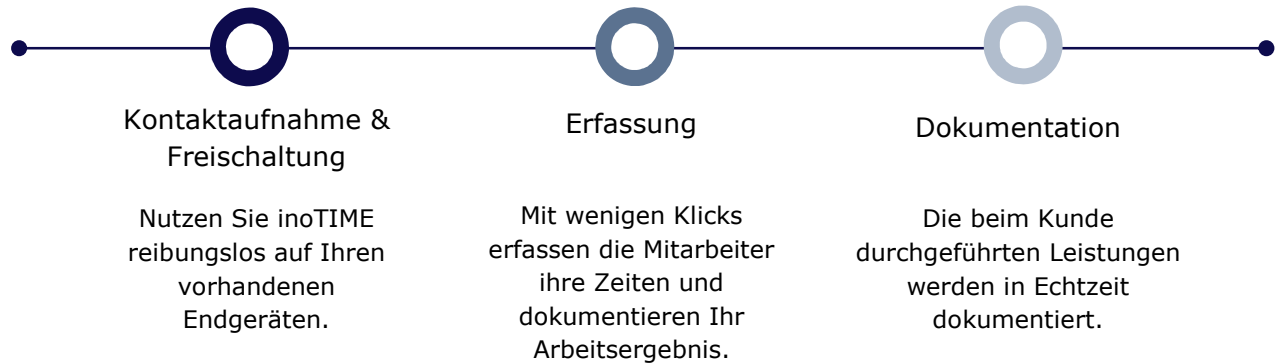 Kontaktaufnahme &
Freischaltung
Nutzen Sie inoTIME
reibungslos auf Ihren
vorhandenen
Endgeräten.
Erfassung
Mit wenigen Klicks
erfassen die Mitarbeiter
ihre Zeiten und
dokumentieren Ihr
Arbeitsergebnis.
Dokumentation
Die beim Kunde
durchgeführten Leistungen
werden in Echtzeit
dokumentiert.